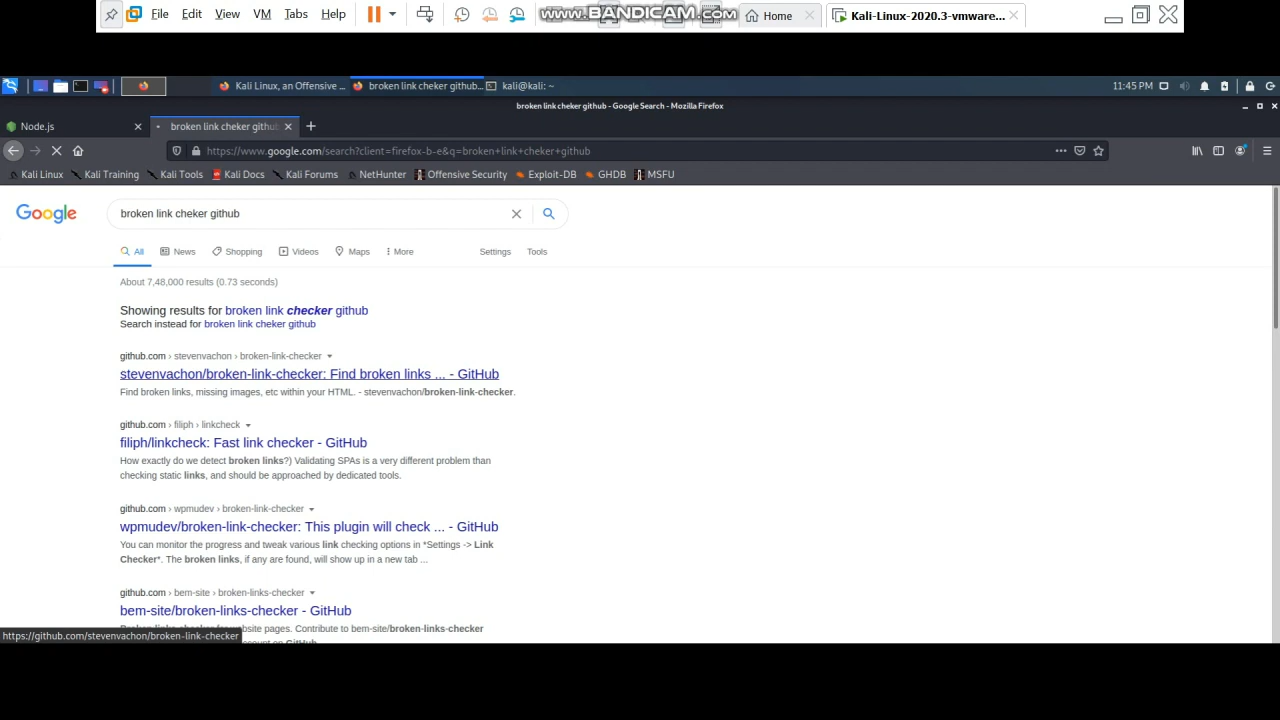 File Edit View VM Tabs Help
www.BANDICAM.com
Home
Kali-Linux-2020.3-vmware...
Kali Linux, an Offensive ...
broken link cheker github...
kali@kali: ~
11:45 PM
broken link cheker github - Google Search - Mozilla Firefox
Node.js
broken link cheker github
https://www.google.com/search?client=firefox-b-e&q=broken+link+cheker+github
Kali Linux Kali Training Kali Tools Kali Docs Kali Forums NetHunter Offensive Security Exploit-DB GHDB MSFU
Google
broken link cheker github
All News Shopping Videos Maps More Settings Tools
About 7,48,000 results (0.73 seconds)
Showing results for broken link checker github
Search instead for broken link cheker github
github.com › stevenvachon › broken-link-checker
stevenvachon/broken-link-checker: Find broken links ... - GitHub
Find broken links, missing images, etc within your HTML. - stevenvachon/broken-link-checker.
github.com › filiph › linkcheck
filiph/linkcheck: Fast link checker - GitHub
How exactly do we detect broken links?) Validating SPAs is a very different problem than
checking static links, and should be approached by dedicated tools.
github.com › wpmudev › broken-link-checker
wpmudev/broken-link-checker: This plugin will check ... - GitHub
You can monitor the progress and tweak various link checking options in *Settings -> Link
Checker*. The broken links, if any are found, will show up in a new tab ...
github.com › bem-site › broken-links-checker
bem-site/broken-links-checker - GitHub
site pages. Contribute to bem-site/broken-links-checker
https://github.com/stevenvachon/broken-link-checker
GitHub